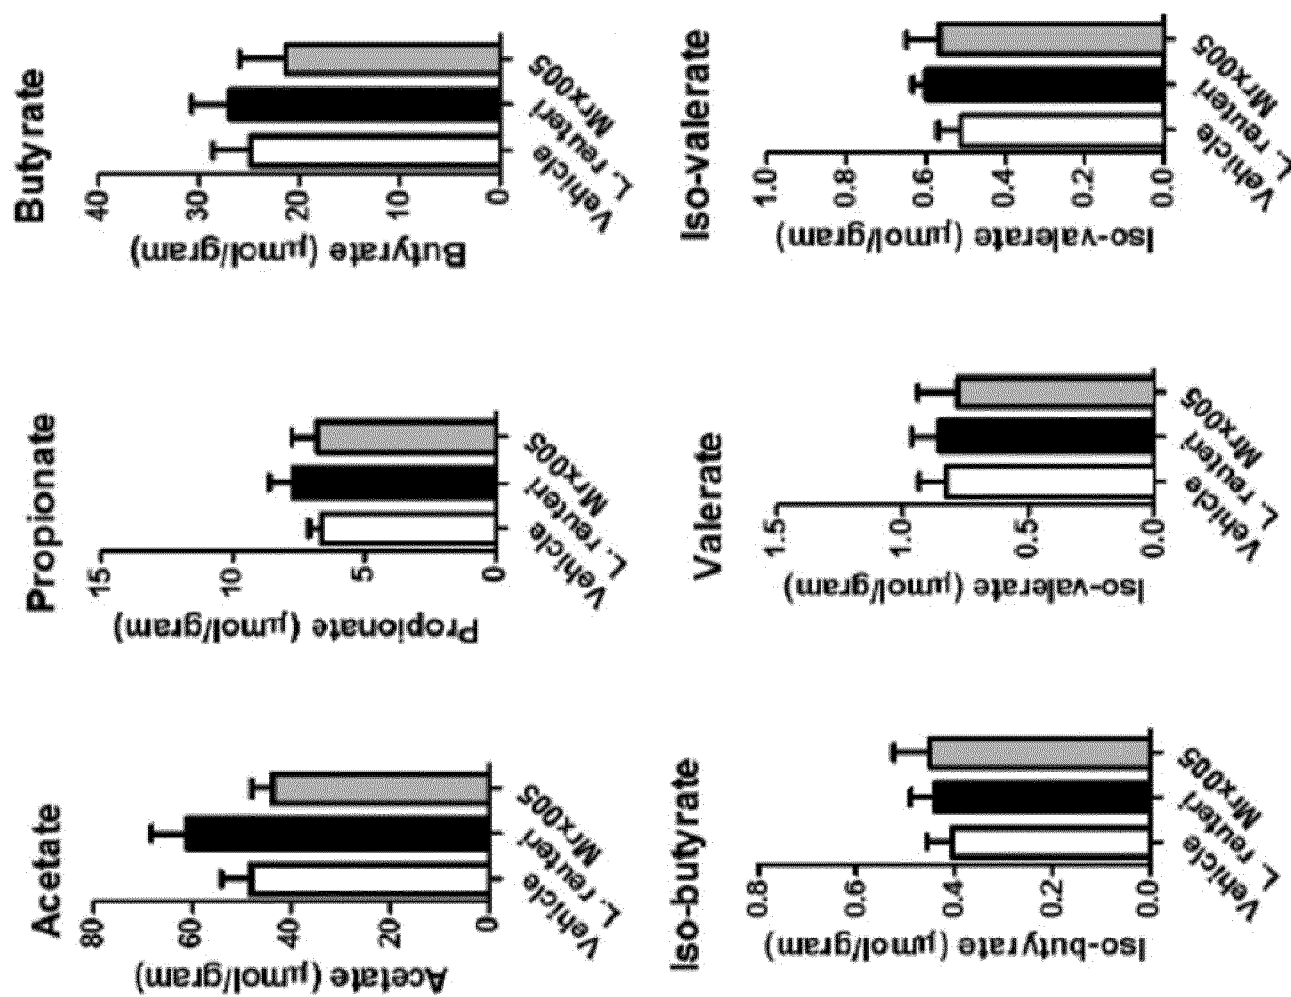 Acetate
Acetate (µmol/gram)
80
60
40
20
0
Vehicle
L. reuteri
Mrx005
Propionate
Propionate (µmol/gram)
15
10
5
0
Vehicle
L. reuteri
Mrx005
Butyrate
Butyrate (µmol/gram)
40
30
20
10
0
Vehicle
L. reuteri
Mrx005
Iso-butyrate
Iso-butyrate (µmol/gram)
0.8
0.6
0.4
0.2
0.0
Vehicle
L. reuteri
Mrx005
Valerate
Iso-valerate (µmol/gram)
1.5
1.0
0.5
0.0
Vehicle
L. reuteri
Mrx005
Iso-valerate
Iso-valerate (µmol/gram)
1.0
0.8
0.6
0.4
0.2
0.0
Vehicle
L. reuteri
Mrx005